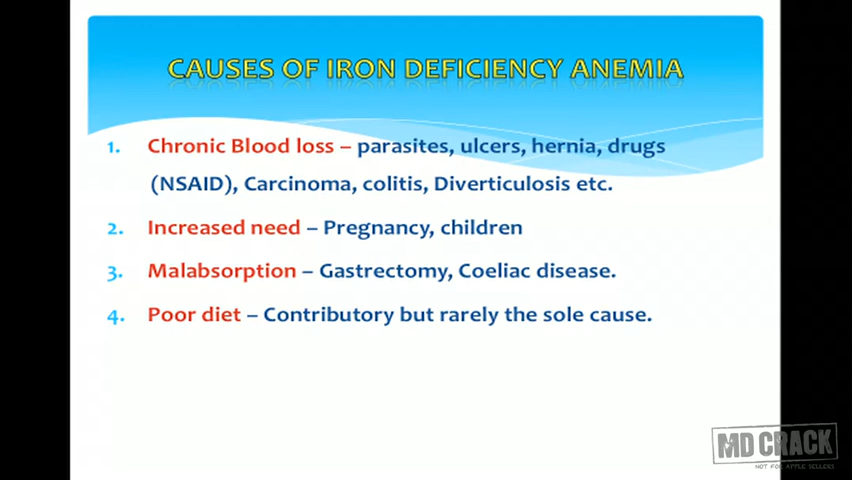 CAUSES OF IRON DEFICIENCY ANEMIA
1. Chronic Blood loss – parasites, ulcers, hernia, drugs
(NSAID), Carcinoma, colitis, Diverticulosis etc.
2. Increased need – Pregnancy, children
3. Malabsorption – Gastrectomy, Coeliac disease.
4. Poor diet – Contributory but rarely the sole cause.
MD CRACK
NOT FOR APPLE SELLERS